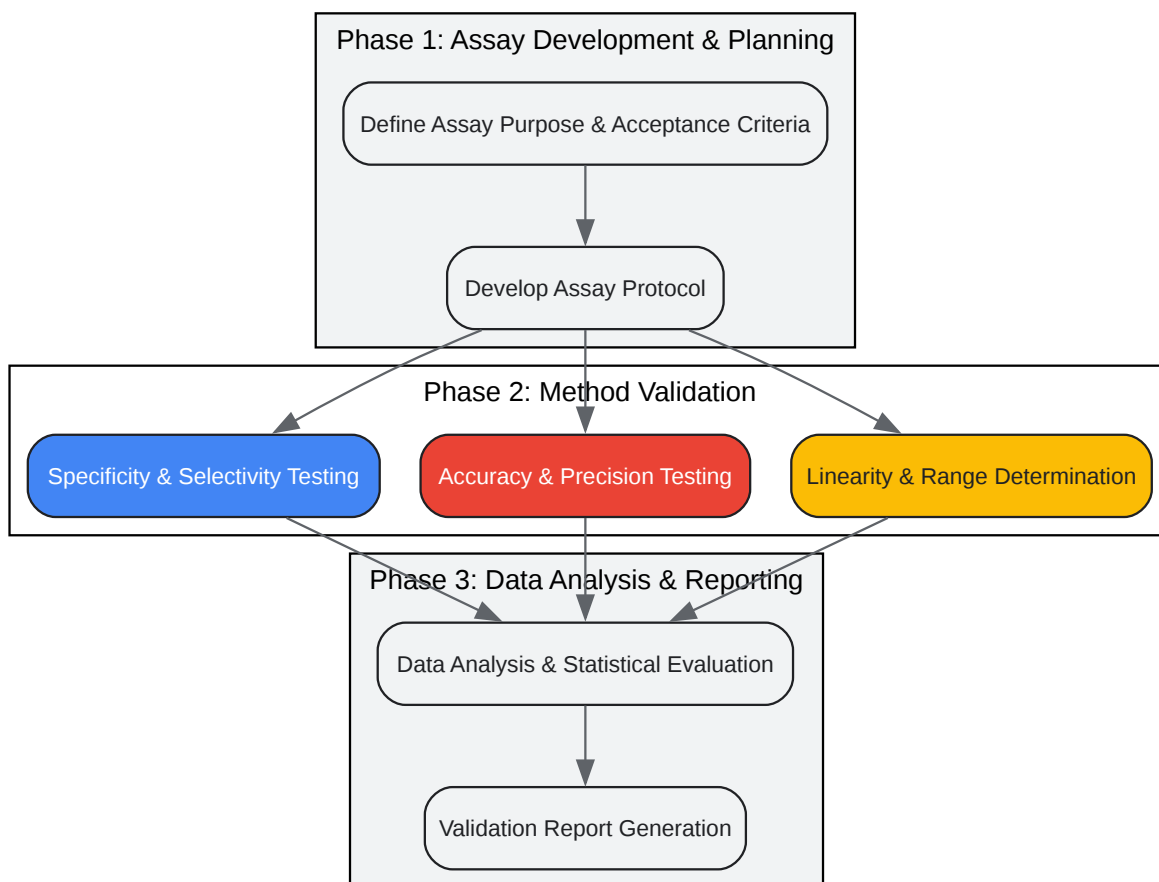 Phase 1: Assay Development & Planning
Define Assay Purpose & Acceptance Criteria
Develop Assay Protocol
Phase 2: Method Validation
Specificity & Selectivity Testing
Accuracy & Precision Testing
Linearity & Range Determination
Phase 3: Data Analysis & Reporting
Data Analysis & Statistical Evaluation
Validation Report Generation